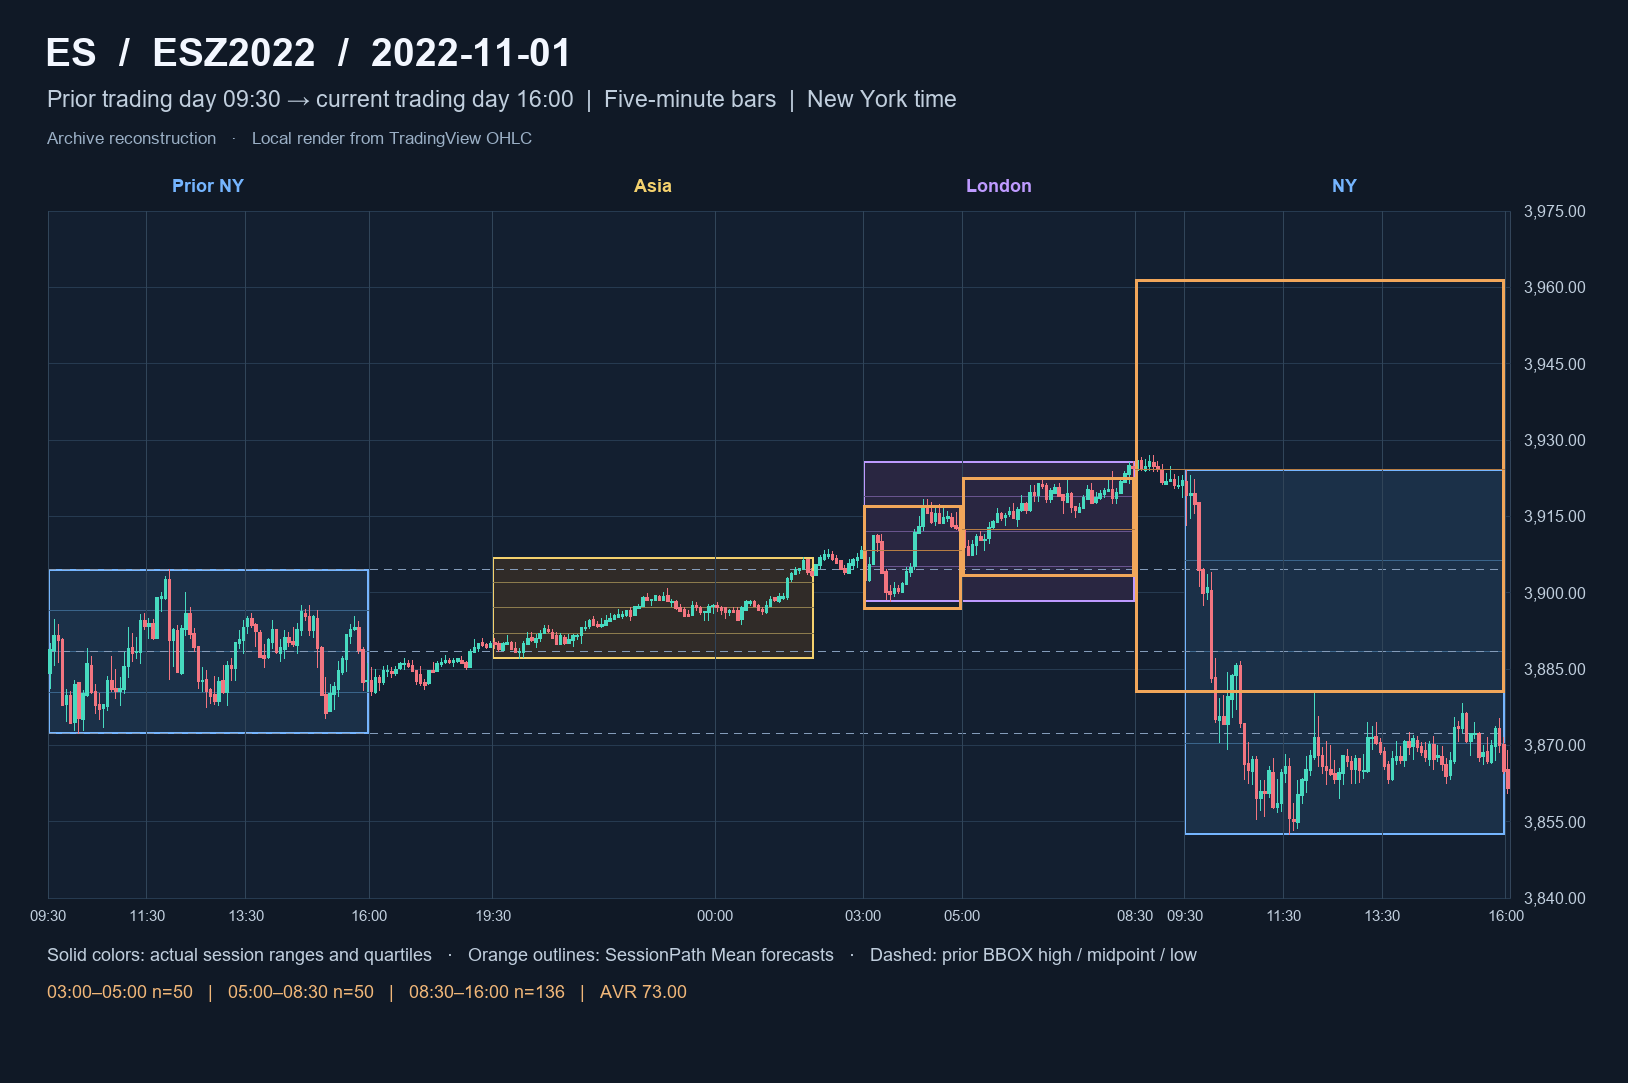 ES / ESZ2022 / 2022-11-01
Prior trading day 09:30 → current trading day 16:00 | Five-minute bars | New York time
Archive reconstruction · Local render from TradingView OHLC
Prior NY Asia London NY
3,975.00
3,960.00
3,945.00
3,930.00
3,915.00
3,900.00
3,885.00
3,870.00
3,855.00
3,840.00
09:30 11:30 13:30 16:00 19:30 00:00 03:00 05:00 08:30 09:30 11:30 13:30 16:00
Solid colors: actual session ranges and quartiles · Orange outlines: SessionPath Mean forecasts · Dashed: prior BBOX high / midpoint / low
03:00–05:00 n=50 | 05:00–08:30 n=50 | 08:30–16:00 n=136 | AVR 73.00